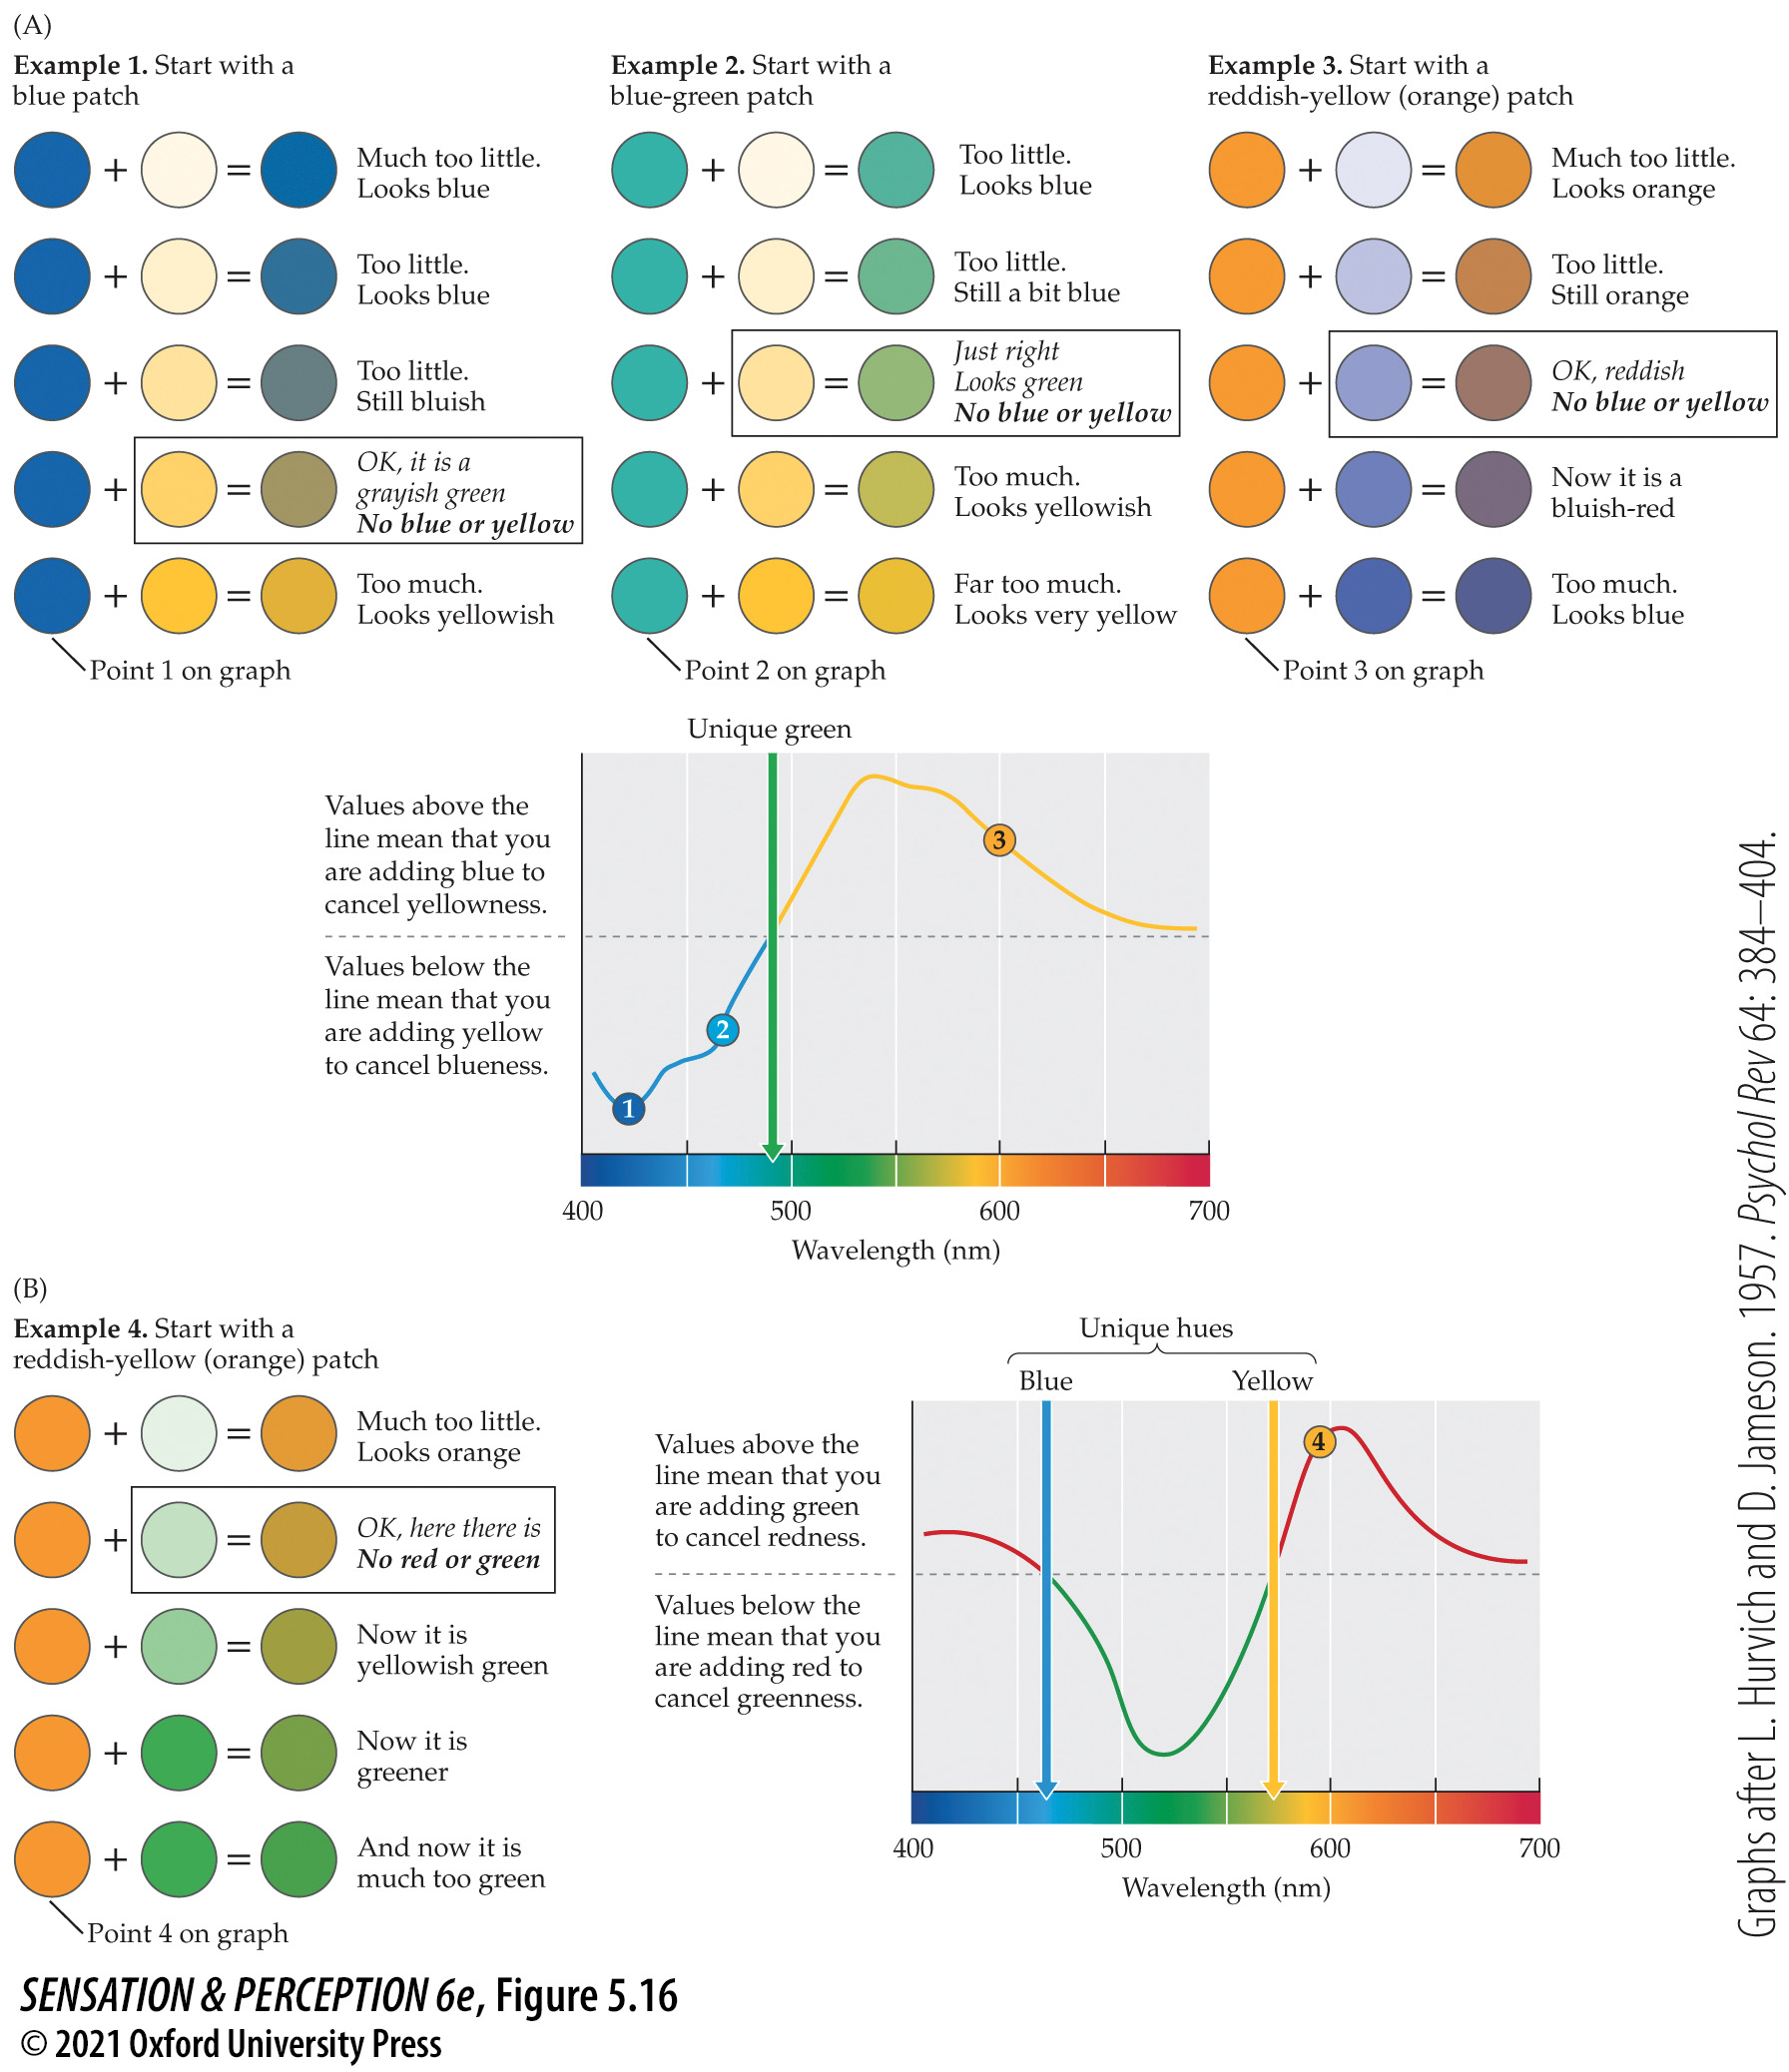 (A)
Example 1. Start with a
blue patch
+ = Much too little.
Looks blue
+ = Too little.
Looks blue
+ = Too little.
Still bluish
+ = OK, it is a
grayish green
No blue or yellow
+ = Too much.
Looks yellowish
Point 1 on graph
Example 2. Start with a
blue-green patch
+ = Too little.
Looks blue
+ = Too little.
Still a bit blue
+ = Just right
Looks green
No blue or yellow
+ = Too much.
Looks yellowish
+ = Far too much.
Looks very yellow
Point 2 on graph
Example 3. Start with a
reddish-yellow (orange) patch
+ = Much too little.
Looks orange
+ = Too little.
Still orange
+ = OK, reddish
No blue or yellow
+ = Now it is a
bluish-red
+ = Too much.
Looks blue
Point 3 on graph
Unique green
Values above the
line mean that you
are adding blue to
cancel yellowness.
Values below the
line mean that you
are adding yellow
to cancel blueness.
1
2
3
400 500 600 700
Wavelength (nm)
(B)
Example 4. Start with a
reddish-yellow (orange) patch
+ = Much too little.
Looks orange
+ = OK, here there is
No red or green
+ = Now it is
yellowish green
+ = Now it is
greener
+ = And now it is
much too green
Point 4 on graph
Unique hues
Blue Yellow
Values above the
line mean that you
are adding green
to cancel redness.
Values below the
line mean that you
are adding red to
cancel greenness.
4
400 500 600 700
Wavelength (nm)
Graphs after L. Hurvich and D. Jameson. 1957. Psychol Rev 64: 384–404.
SENSATION & PERCEPTION 6e, Figure 5.16
© 2021 Oxford University Press